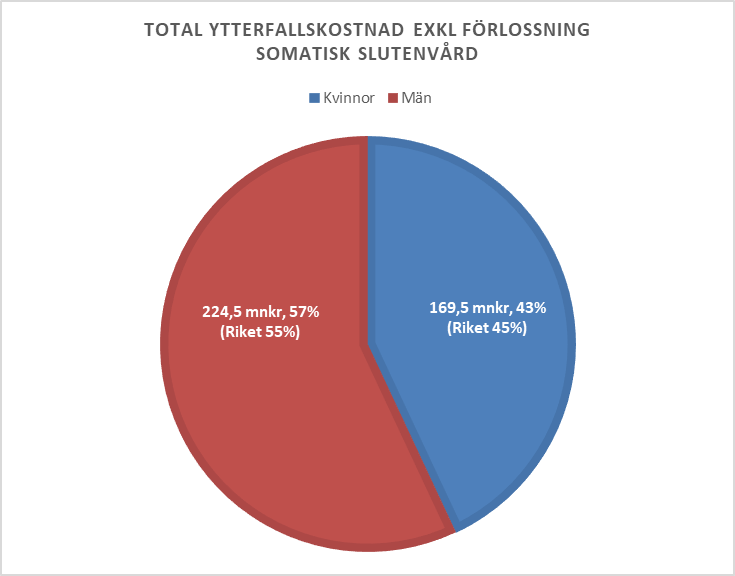 TOTAL YTTERFALLSKOSTNAD EXKL FÖRLOSSNING
SOMATISK SLUTENVÅRD
Kvinnor
Män
224,5 mnkr, 57%
(Riket 55%)
169,5 mnkr, 43%
(Riket 45%)